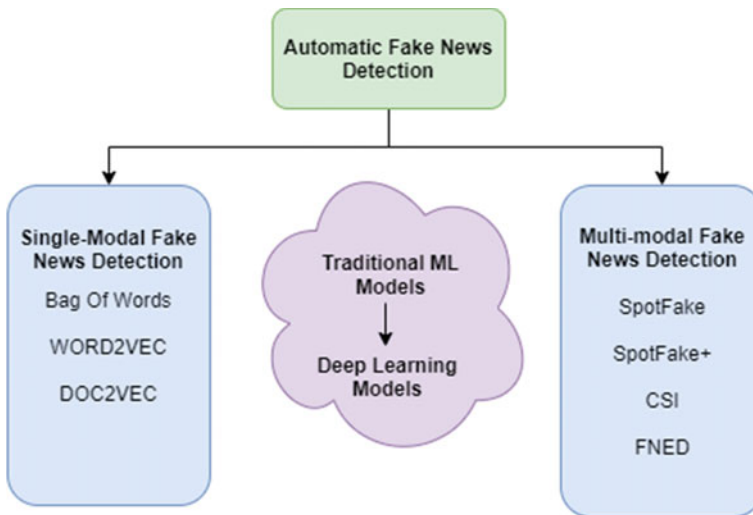 Automatic Fake News
Detection
Single-Modal Fake
News Detection
Bag Of Words
WORD2VEC
DOC2VEC
Traditional ML
Models
Deep Learning
Models
Multi-modal Fake
News Detection
SpotFake
SpotFake+
CSI
FNED